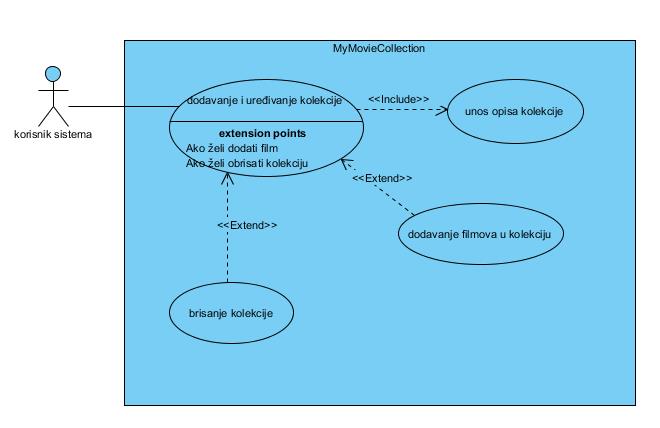 MyMovieCollection
korisnik sistema
dodavanje i uređivanje kolekcije
extension points
Ako želi dodati film
Ako želi obrisati kolekciju
<<Include>>
unos opisa kolekcije
<<Extend>>
dodavanje filmova u kolekciju
<<Extend>>
brisanje kolekcije